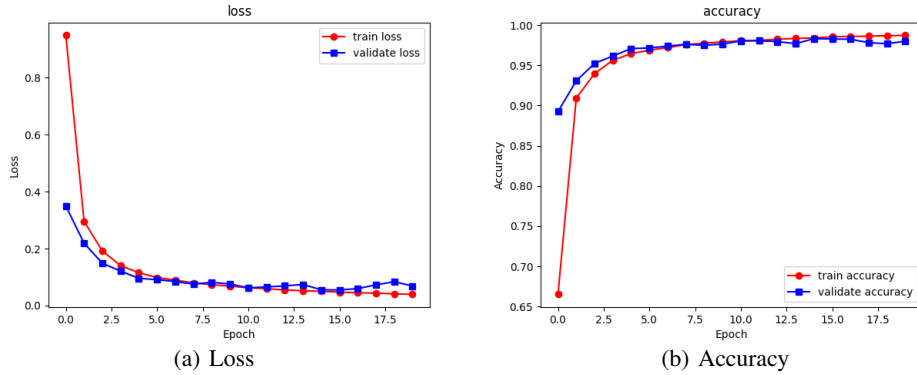 loss
train loss
validate loss
0.8
0.6
0.4
0.2
0.0
Loss
0.0 2.5 5.0 7.5 10.0 12.5 15.0 17.5
Epoch
(a) Loss
accuracy
1.00
0.95
0.90
0.85
0.80
0.75
0.70
0.65
Accuracy
train accuracy
validate accuracy
0.0 2.5 5.0 7.5 10.0 12.5 15.0 17.5
Epoch
(b) Accuracy